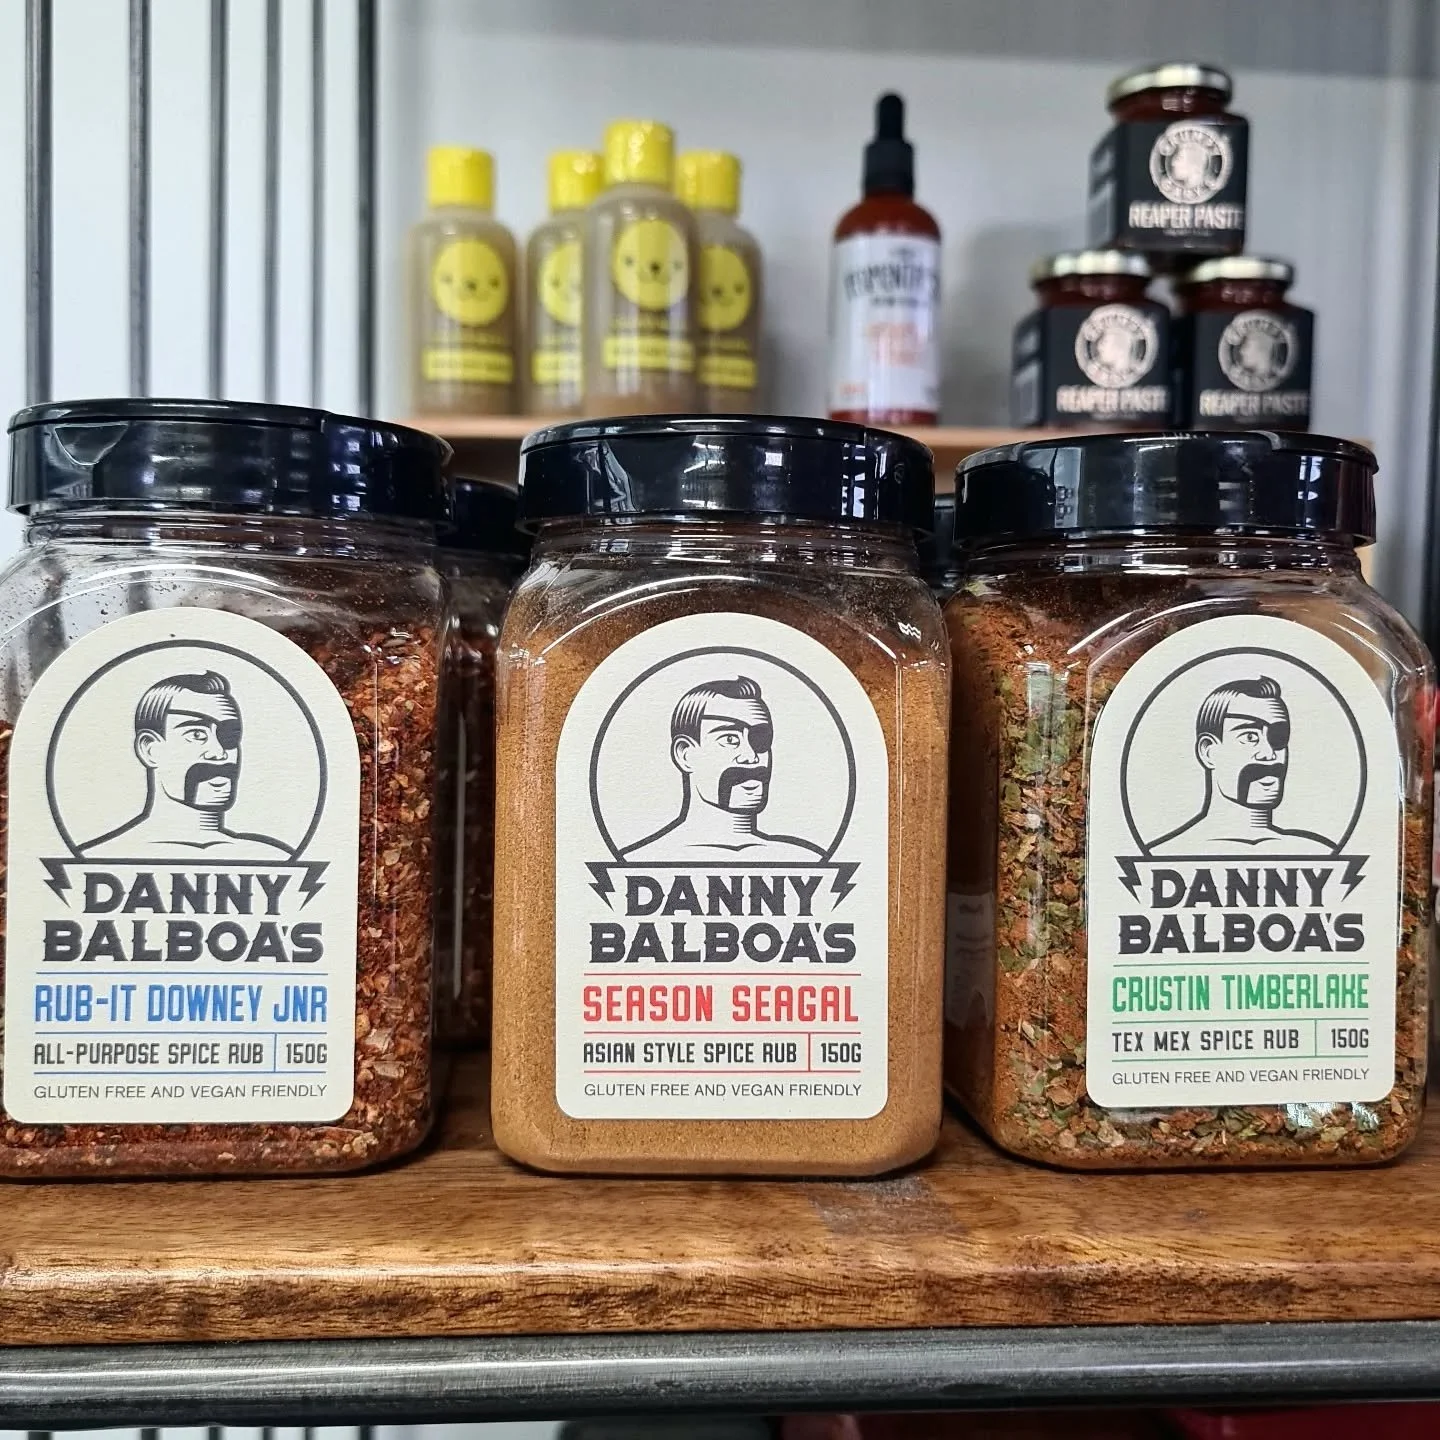 REAPER PASTE
REAPER PASTE
REAPER PASTE
DANNY
BALBOA'S
RUB-IT DOWNEY JNR
ALL-PURPOSE SPICE RUB 150G
GLUTEN FREE AND VEGAN FRIENDLY
DANNY
BALBOA'S
SEASON SEAGAL
ASIAN STYLE SPICE RUB 150G
GLUTEN FREE AND VEGAN FRIENDLY
DANNY
BALBOA'S
CRUSTIN TIMBERLAKE
TEX MEX SPICE RUB 150G
GLUTEN FREE AND VEGAN FRIENDLY